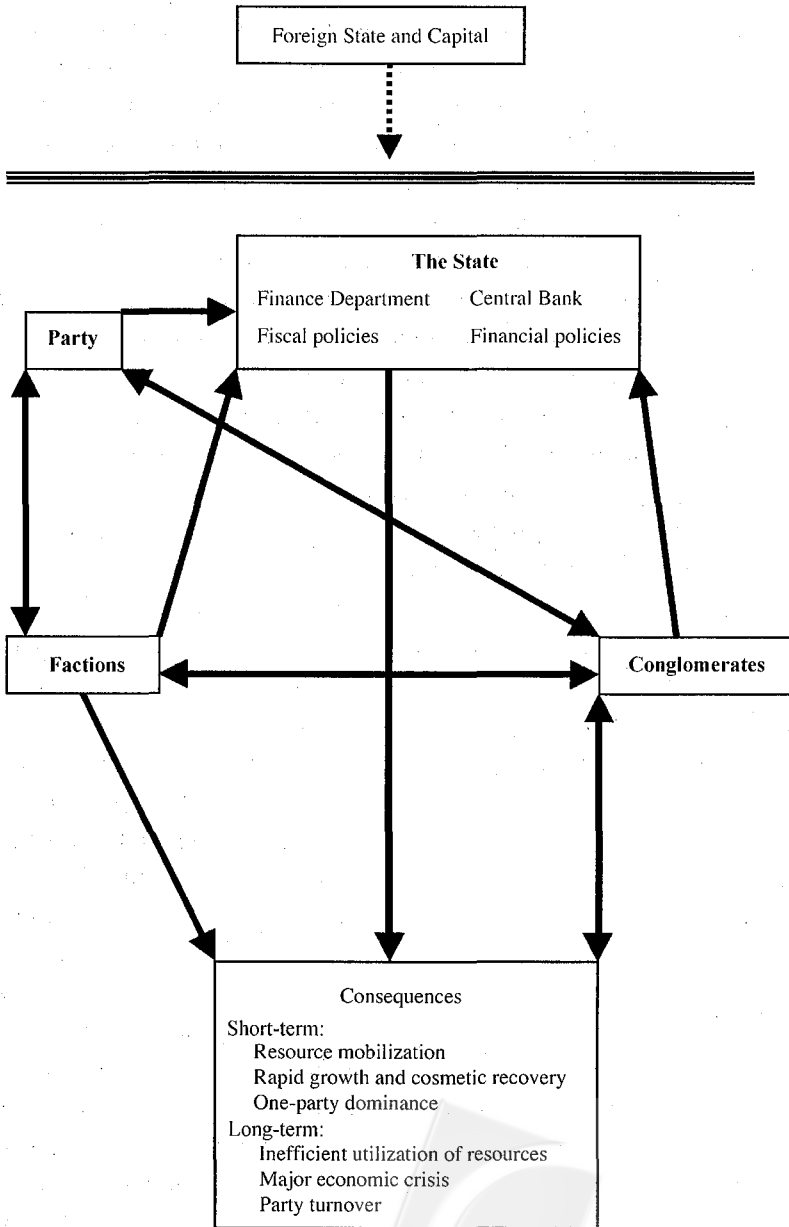 Foreign State and Capital
The State
Finance Department Central Bank
Fiscal policies Financial policies
Party
Factions
Conglomerates
Consequences
Short-term:
Resource mobilization
Rapid growth and cosmetic recovery
One-party dominance
Long-term:
Inefficient utilization of resources
Major economic crisis
Party turnover